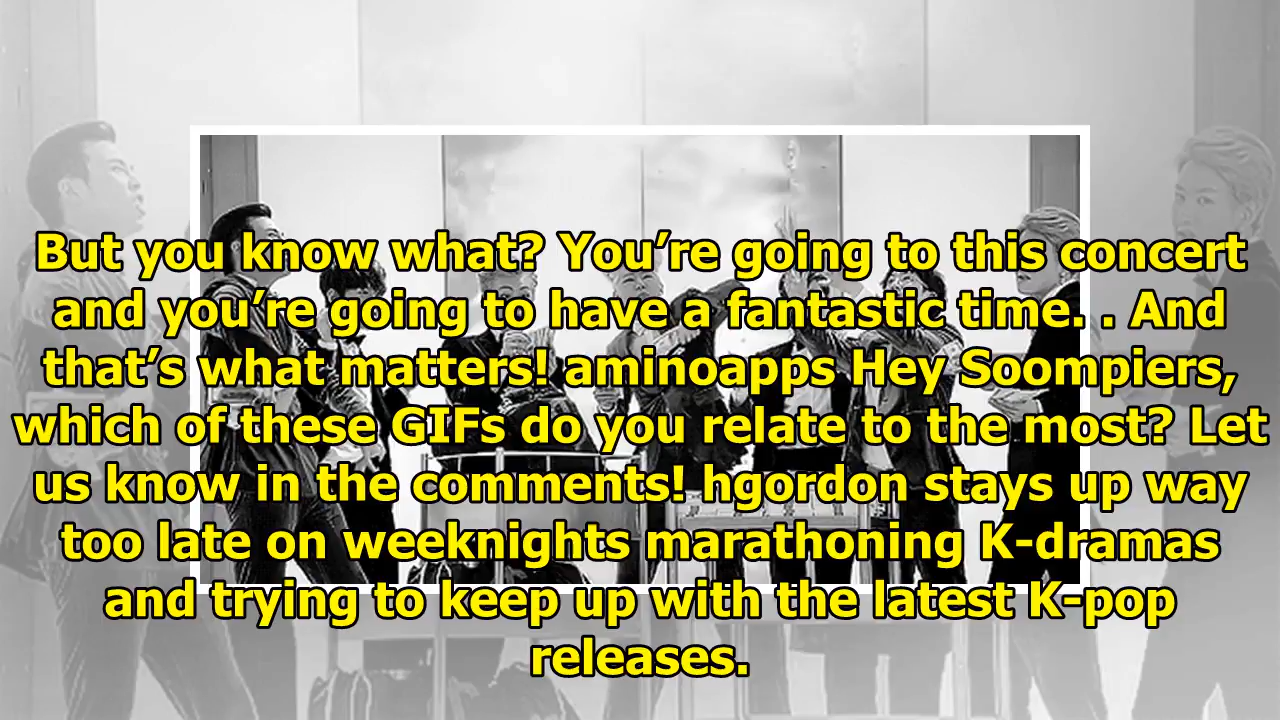 But you know what? You’re going to this concert
and you’re going to have a fantastic time. . And
that’s what matters! aminoapps Hey Soompiers,
which of these GIFs do you relate to the most? Let
us know in the comments! hgordon stays up way
too late on weeknights marathoning K-dramas
and trying to keep up with the latest K-pop
releases.